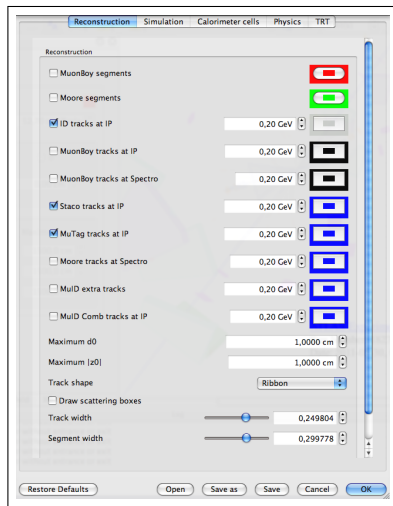 Reconstruction Simulation Calorimeter cells Physics TRT
Reconstruction
MuonBoy segments
Moore segments
ID tracks at IP 0,20 GeV
MuonBoy tracks at IP 0,20 GeV
MuonBoy tracks at Spectro 0,20 GeV
Staco tracks at IP 0,20 GeV
MuTag tracks at IP 0,20 GeV
Moore tracks at Spectro 0,20 GeV
MuID extra tracks 0,20 GeV
MuID Comb tracks at IP 0,20 GeV
Maximum d0 1,0000 cm
Maximum |z0| 1,0000 cm
Track shape Ribbon
Draw scattering boxes
Track width 0,249804
Segment width 0,299778
Restore Defaults Open Save as Save Cancel OK